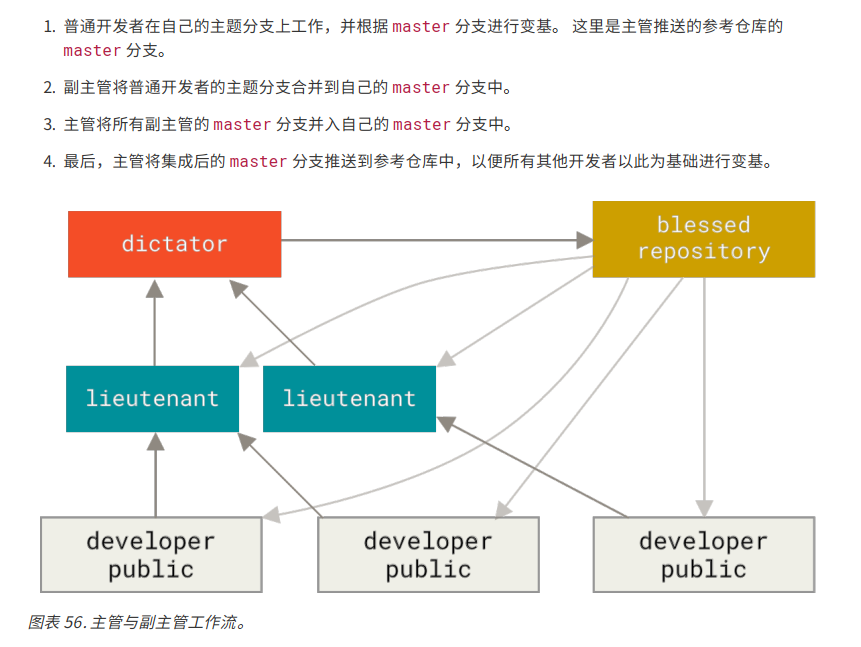 1. 普通开发者在自己的主题分支上工作，并根据 master 分支进行变基。 这里是主管推送的参考仓库的
master 分支。
2. 副主管将普通开发者的主题分支合并到自己的 master 分支中。
3. 主管将所有副主管的 master 分支并入自己的 master 分支中。
4. 最后，主管将集成后的 master 分支推送到参考仓库中，以便所有其他开发者以此为基础进行变基。
dictator
blessed
repository
lieutenant
lieutenant
developer
public
developer
public
developer
public
图表 56. 主管与副主管工作流。